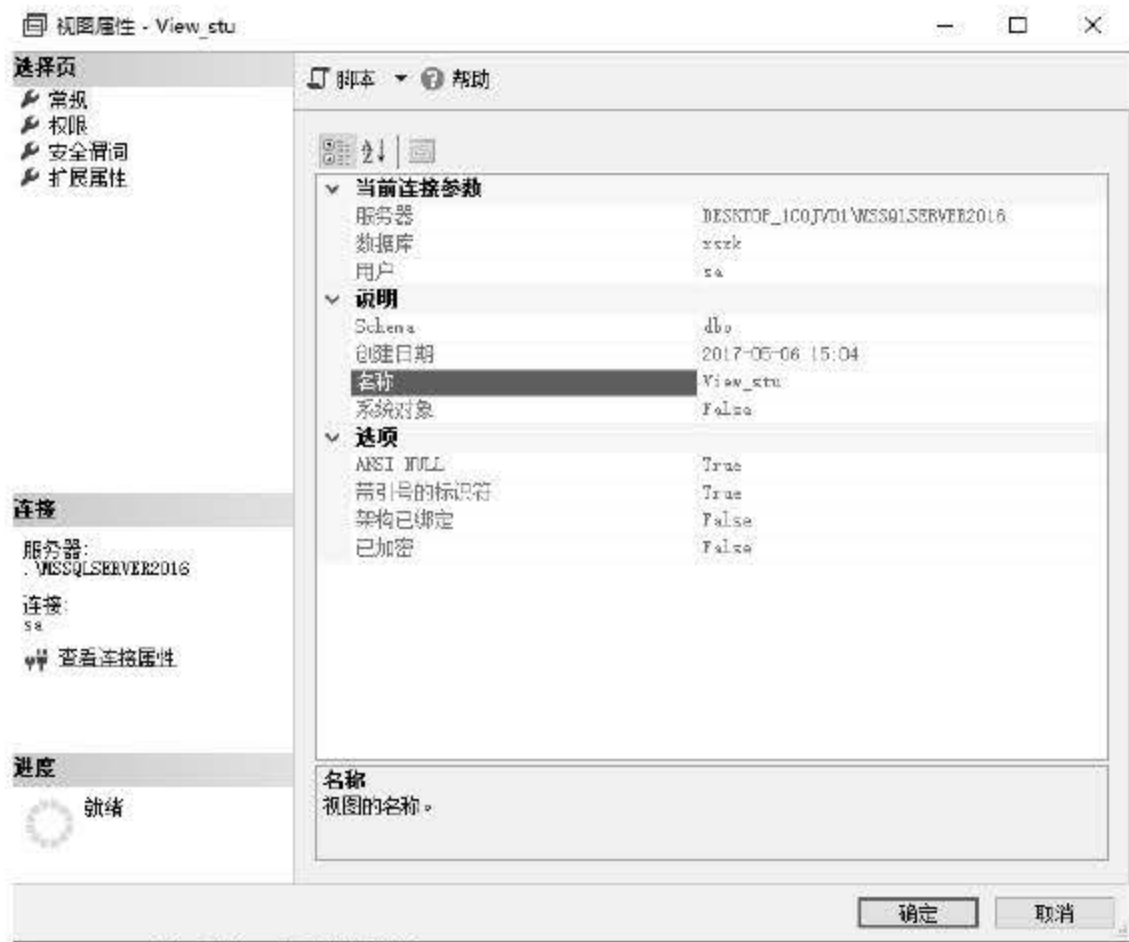 视图属性 - View_stu
选择页
常规
权限
安全谓词
扩展属性
脚本 帮助
当前连接参数
服务器
数据库
用户 sa
说明
Schema dbo
创建日期 2017-05-06 15:04
名称 View_stu
系统对象 False
选项
ANSI NULL True
带引号的标识符 True
架构已绑定 False
已加密 False
连接
服务器:
.\MSSQLSERVER2016
连接:
sa
查看连接属性
进度
就绪
名称
视图的名称。
确定 取消